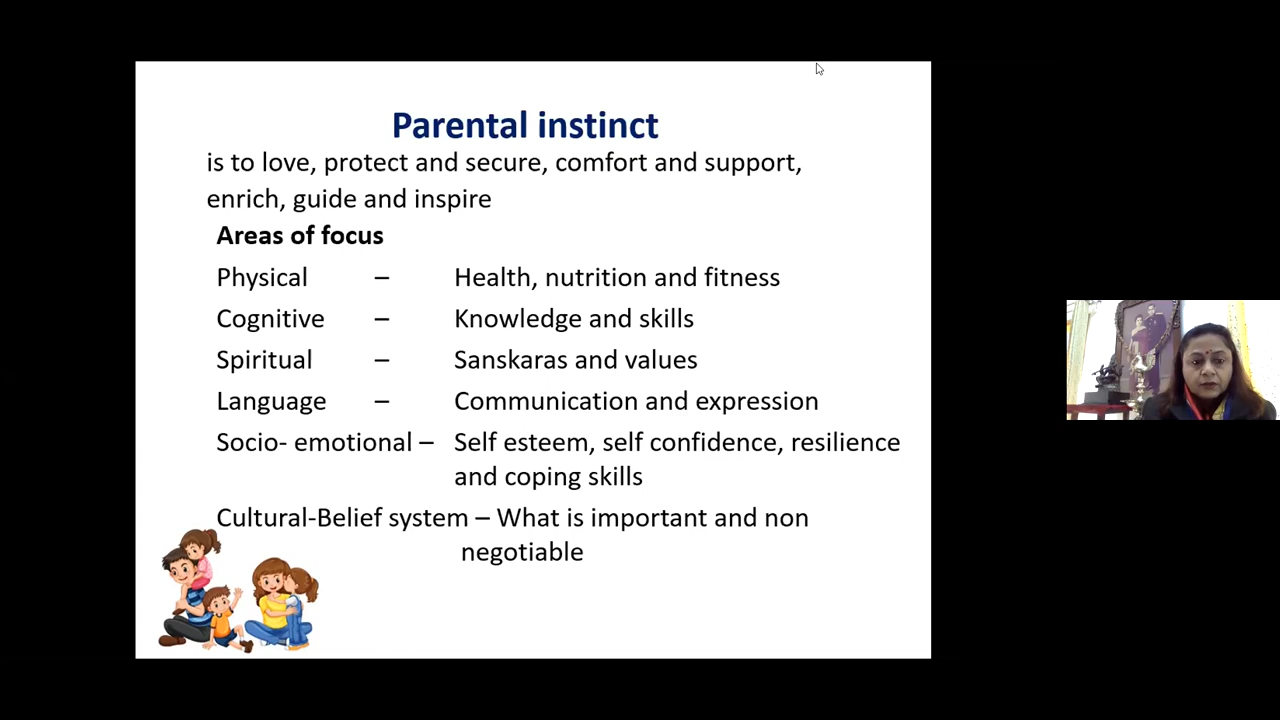 Parental instinct
is to love, protect and secure, comfort and support,
enrich, guide and inspire
Areas of focus
Physical – Health, nutrition and fitness
Cognitive – Knowledge and skills
Spiritual – Sanskaras and values
Language – Communication and expression
Socio- emotional – Self esteem, self confidence, resilience
and coping skills
Cultural-Belief system – What is important and non
negotiable